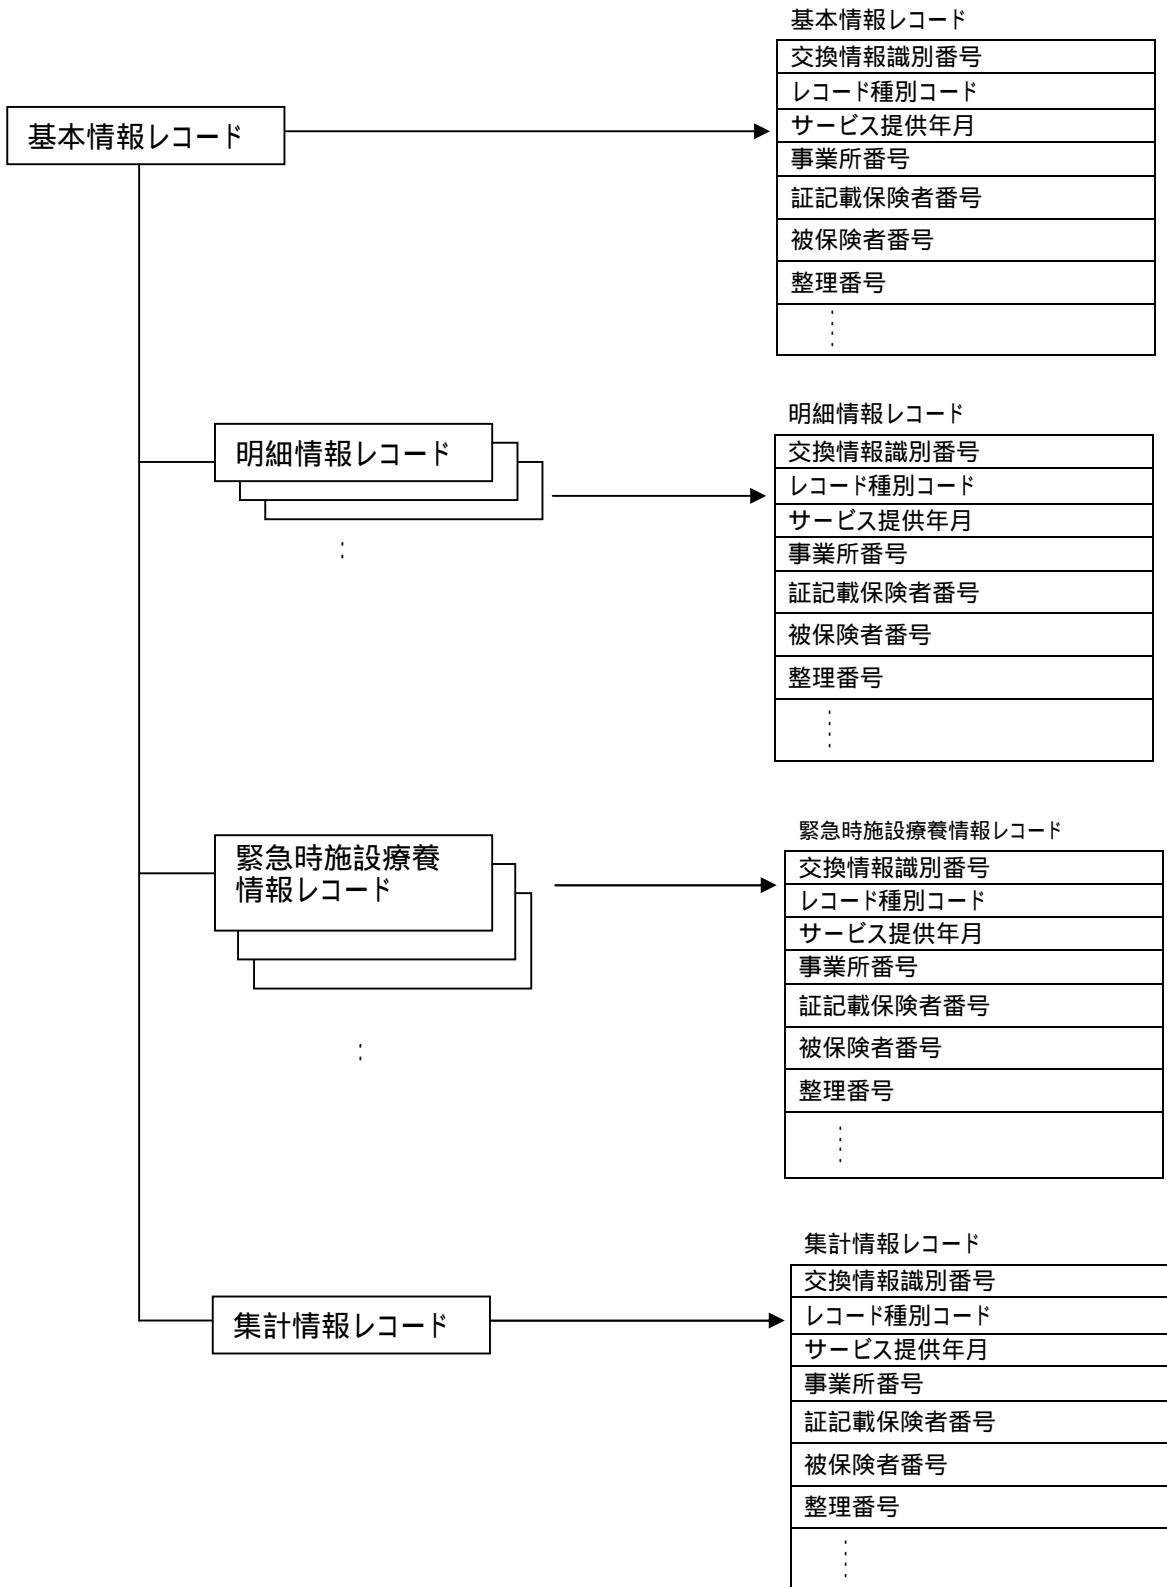 基本情報レコード
基本情報レコード
交換情報識別番号
レコード種別コード
サービス提供年月
事業所番号
証記載保険者番号
被保険者番号
整理番号
明細情報レコード
明細情報レコード
交換情報識別番号
レコード種別コード
サービス提供年月
事業所番号
証記載保険者番号
被保険者番号
整理番号
緊急時施設療養
情報レコード
緊急時施設療養情報レコード
交換情報識別番号
レコード種別コード
サービス提供年月
事業所番号
証記載保険者番号
被保険者番号
整理番号
集計情報レコード
集計情報レコード
交換情報識別番号
レコード種別コード
サービス提供年月
事業所番号
証記載保険者番号
被保険者番号
整理番号